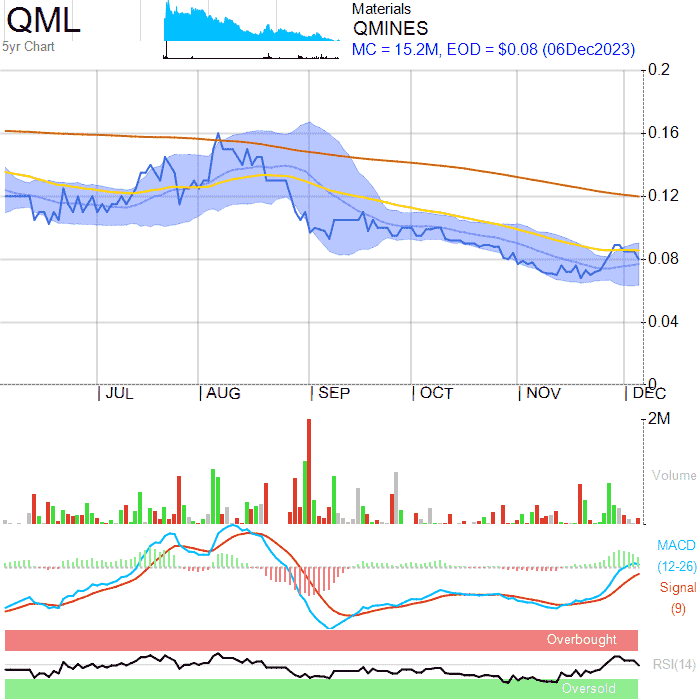 QML
5yr Chart
Materials
QMINES
MC = 15.2M, EOD = $0.08 (06Dec2023)
0.2
0.16
0.12
0.08
0.04
0
JUL AUG SEP OCT NOV DEC
2M
Volume
MACD
(12-26)
Signal
(9)
Overbought
RSI(14)
Oversold